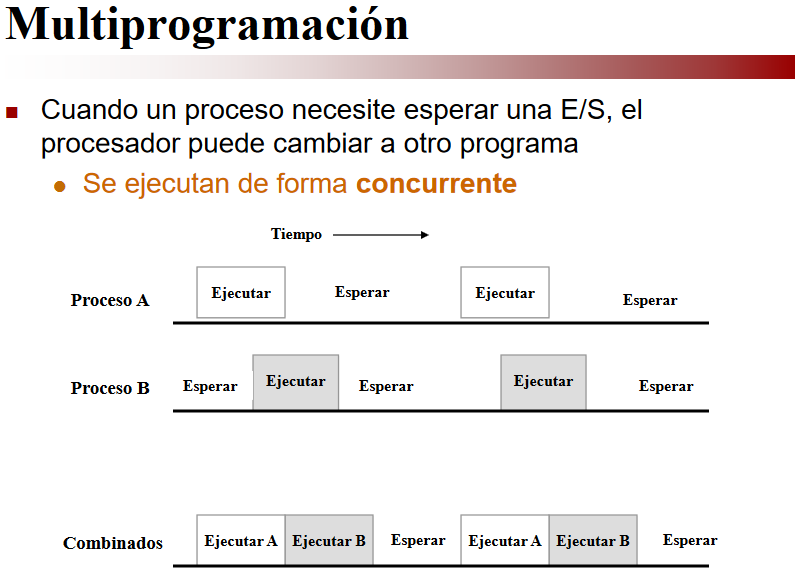 Multiprogramación
Cuando un proceso necesite esperar una E/S, el
procesador puede cambiar a otro programa
Se ejecutan de forma concurrente
Tiempo
Proceso A Ejecutar Esperar Ejecutar Esperar
Proceso B Esperar Ejecutar Esperar Ejecutar Esperar
Combinados Ejecutar A Ejecutar B Esperar Ejecutar A Ejecutar B Esperar